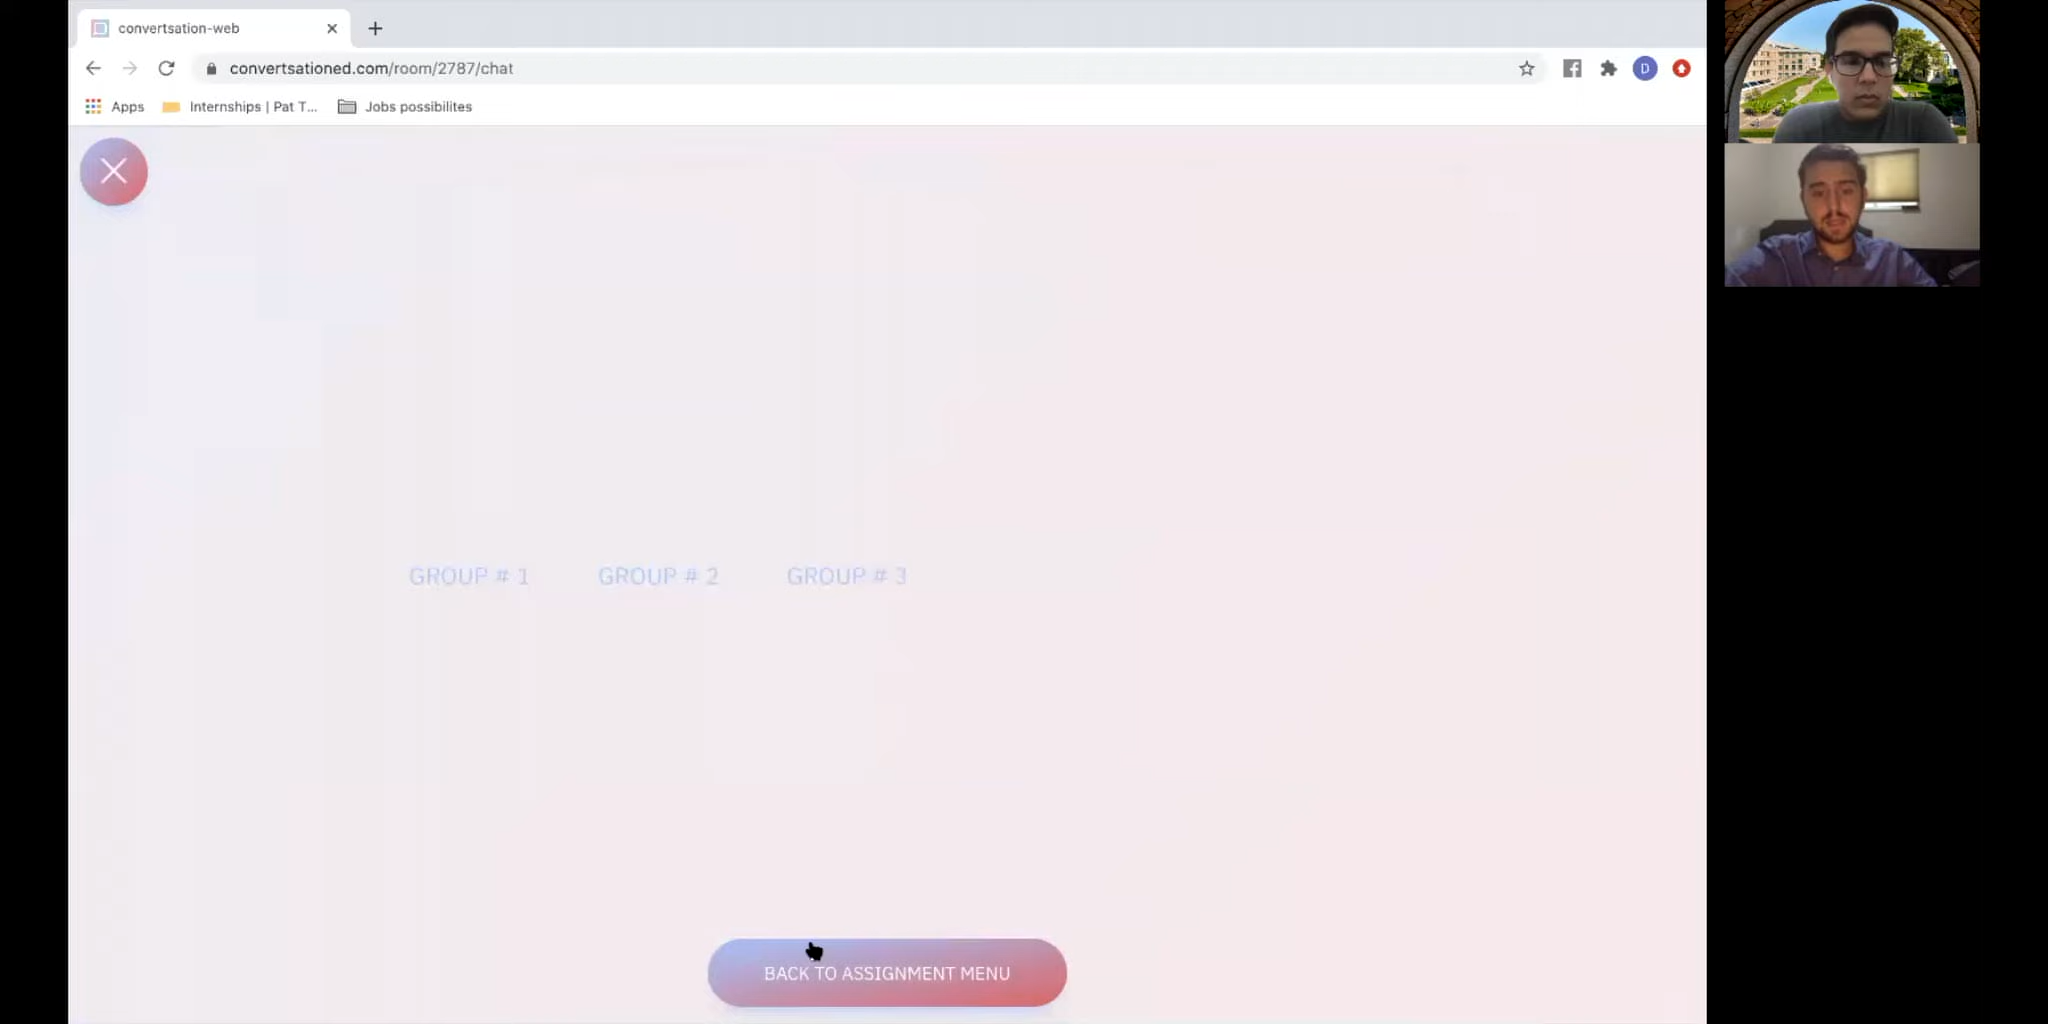 convertsation-web
convertsationed.com/room/2787/chat
D
Apps
Internships | Pat T...
Jobs possibilites
GROUP # 1
GROUP # 2
GROUP # 3
BACK TO ASSIGNMENT MENU